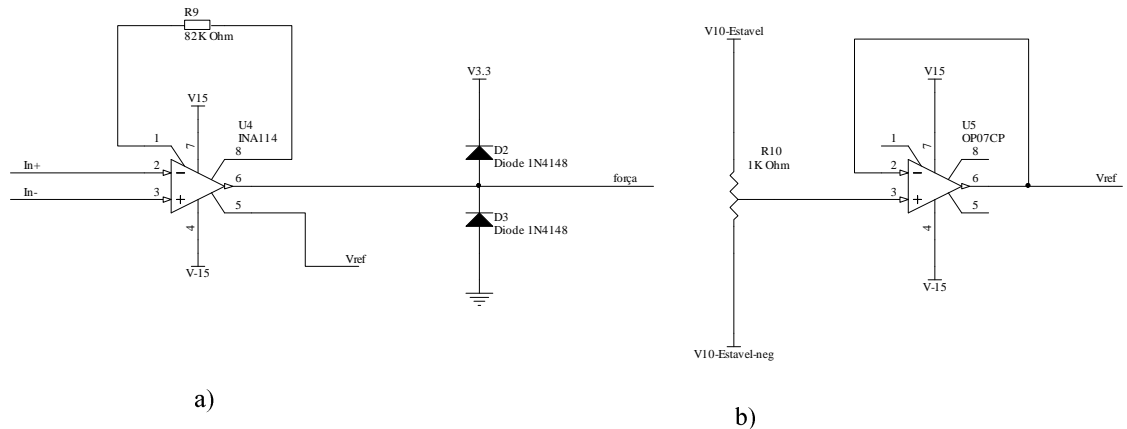 R9
82K Ohm
V15
U4
INA114
7
1
8
In+
2
−
6
In-
3
+
5
4
V-15
Vref
V3.3
D2
Diode 1N4148
força
D3
Diode 1N4148
a)
V10-Estavel
R10
1K Ohm
V10-Estavel-neg
V15
U5
OP07CP
7
1
8
2
−
6
3
+
5
4
V-15
Vref
b)